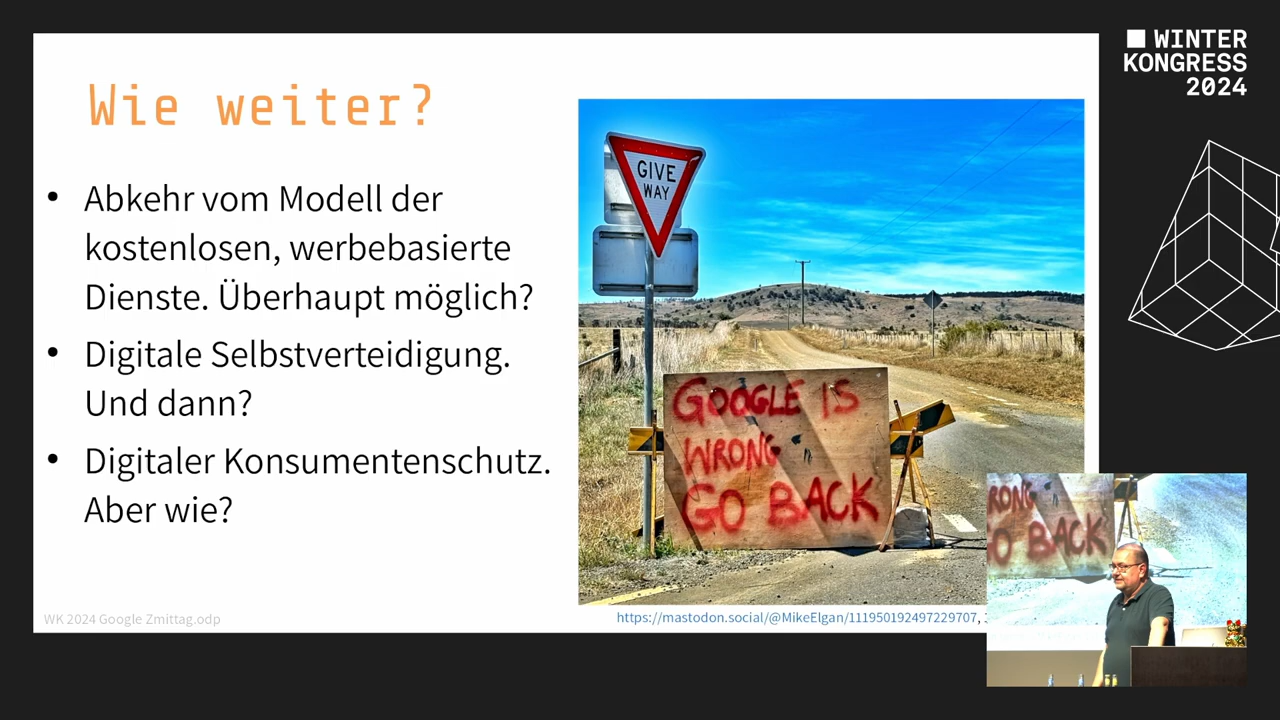 WINTER
KONGRESS
2024
Wie weiter?
• Abkehr vom Modell der
kostenlosen, werbebasierte
Dienste. Überhaupt möglich?
• Digitale Selbstverteidigung.
Und dann?
• Digitaler Konsumentenschutz.
Aber wie?
GIVE
WAY
GOOGLE IS
WRONG
GO BACK
WK 2024 Google Zmittag.odp
https://mastodon.social/@MikeElgan/111950192497229707,
RONG
O BACK